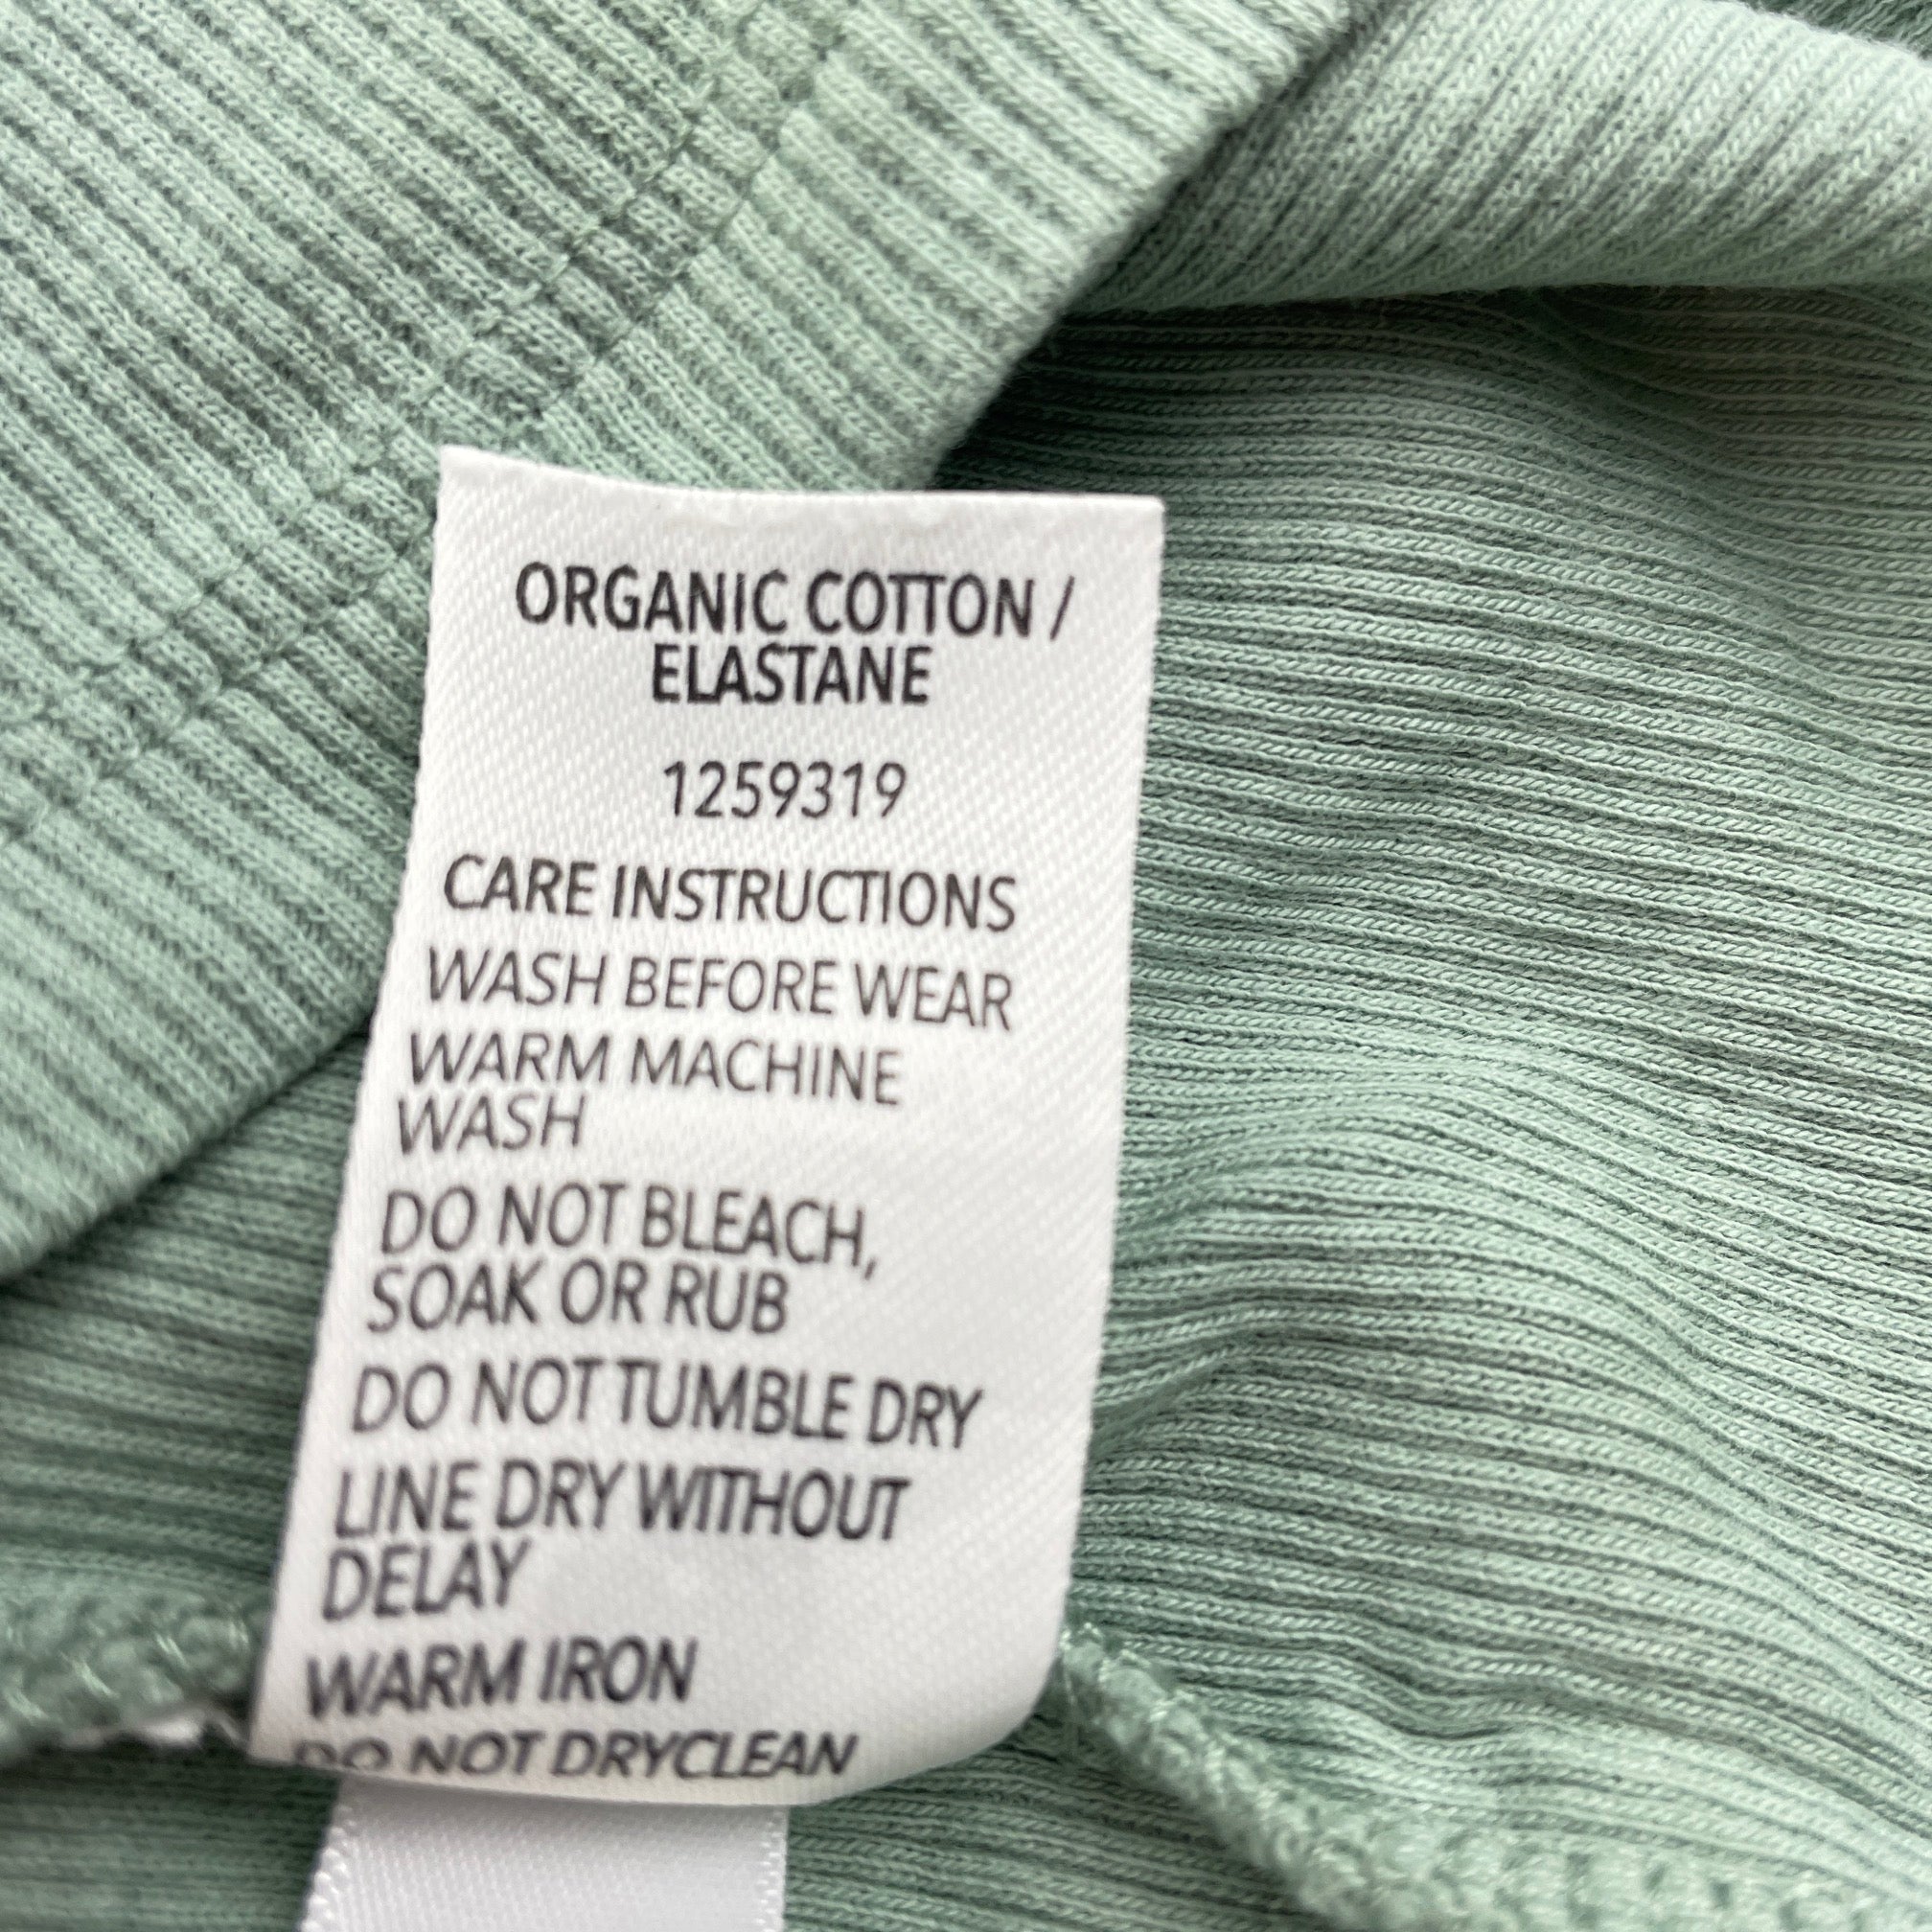 ORGANIC COTTON /
ELASTANE
1259319
CARE INSTRUCTIONS
WASH BEFORE WEAR
WARM MACHINE
WASH
DO NOT BLEACH,
SOAK OR RUB
DO NOT TUMBLE DRY
LINE DRY WITHOUT
DELAY
WARM IRON
DO NOT DRYCLEAN